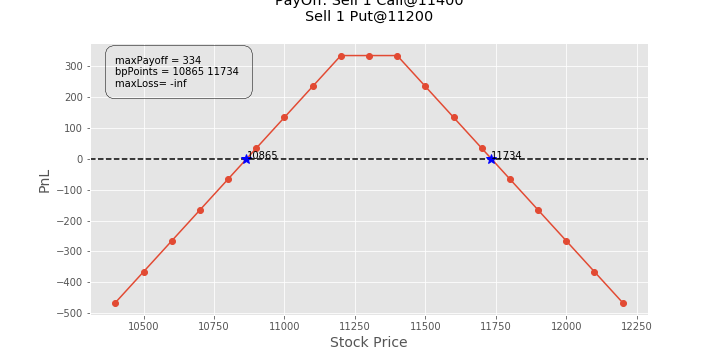 PayOff: Sell 1 Call@11400
Sell 1 Put@11200
maxPayoff = 334
bpPoints = 10865 11734
maxLoss= -inf
300
200
100
0
−100
−200
−300
−400
−500
10865
11734
PnL
10500 10750 11000 11250 11500 11750 12000 12250
Stock Price